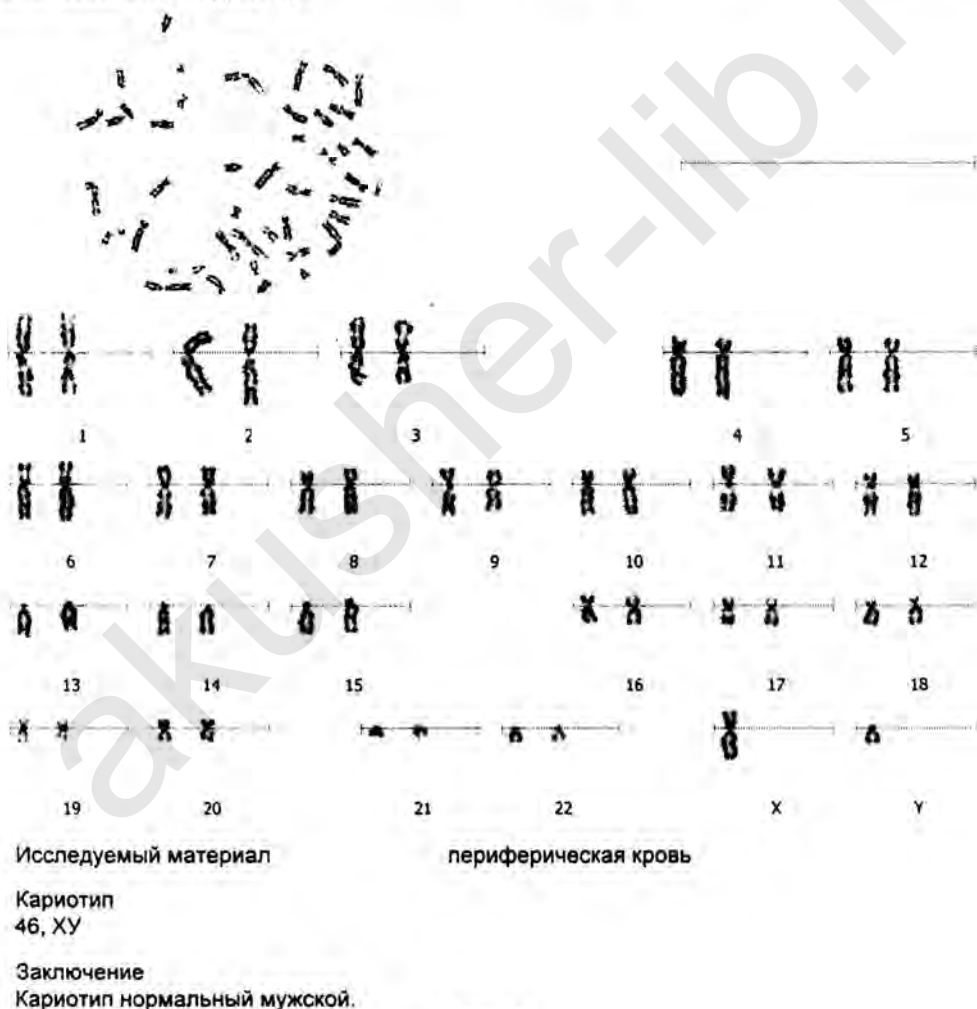 1 2 3 4 5
6 7 8 9 10 11 12
13 14 15 16 17 18
19 20 21 22 X Y
Исследуемый материал периферическая кровь
Кариотип
46, ХУ
Заключение
Кариотип нормальный мужской.
akusher-lib.r